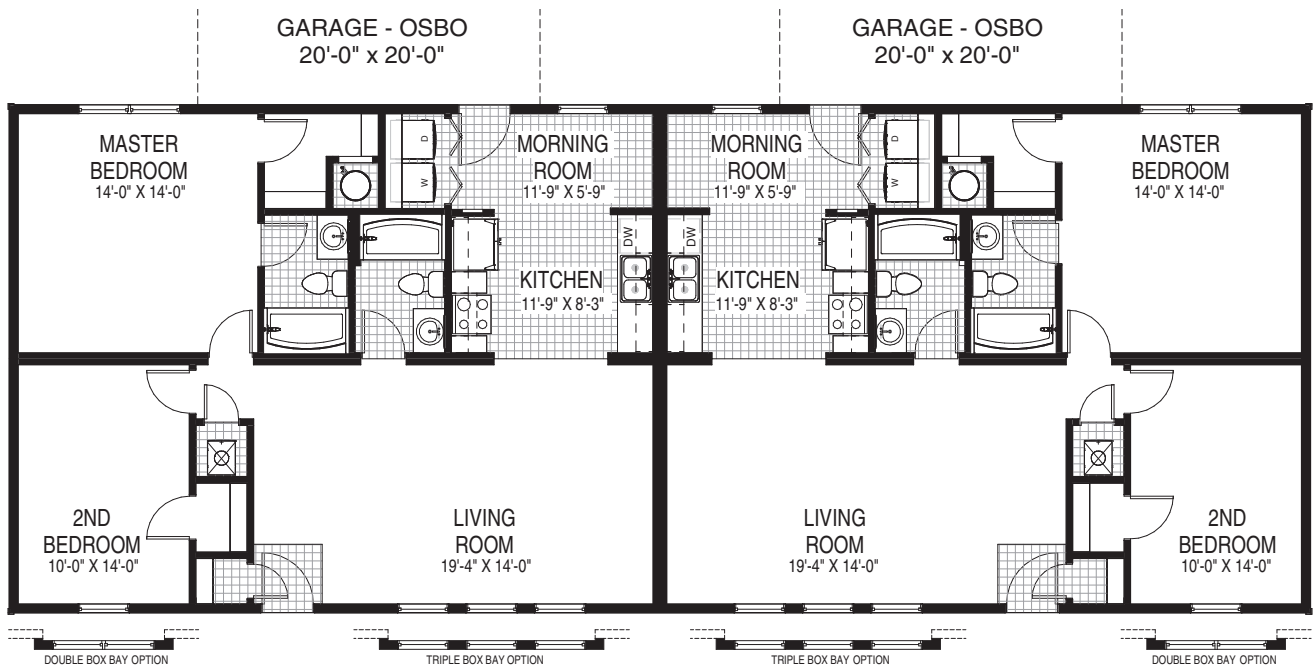 GARAGE - OSBO
20'-0" x 20'-0"
GARAGE - OSBO
20'-0" x 20'-0"
MASTER
BEDROOM
14'-0" X 14'-0"
D
W
MORNING
ROOM
11'-9" X 5'-9"
MORNING
ROOM
11'-9" X 5'-9"
D
W
MASTER
BEDROOM
14'-0" X 14'-0"
DW
KITCHEN
11'-9" X 8'-3"
DW
KITCHEN
11'-9" X 8'-3"
2ND
BEDROOM
10'-0" X 14'-0"
LIVING
ROOM
19'-4" X 14'-0"
LIVING
ROOM
19'-4" X 14'-0"
2ND
BEDROOM
10'-0" X 14'-0"
DOUBLE BOX BAY OPTION
TRIPLE BOX BAY OPTION
TRIPLE BOX BAY OPTION
DOUBLE BOX BAY OPTION